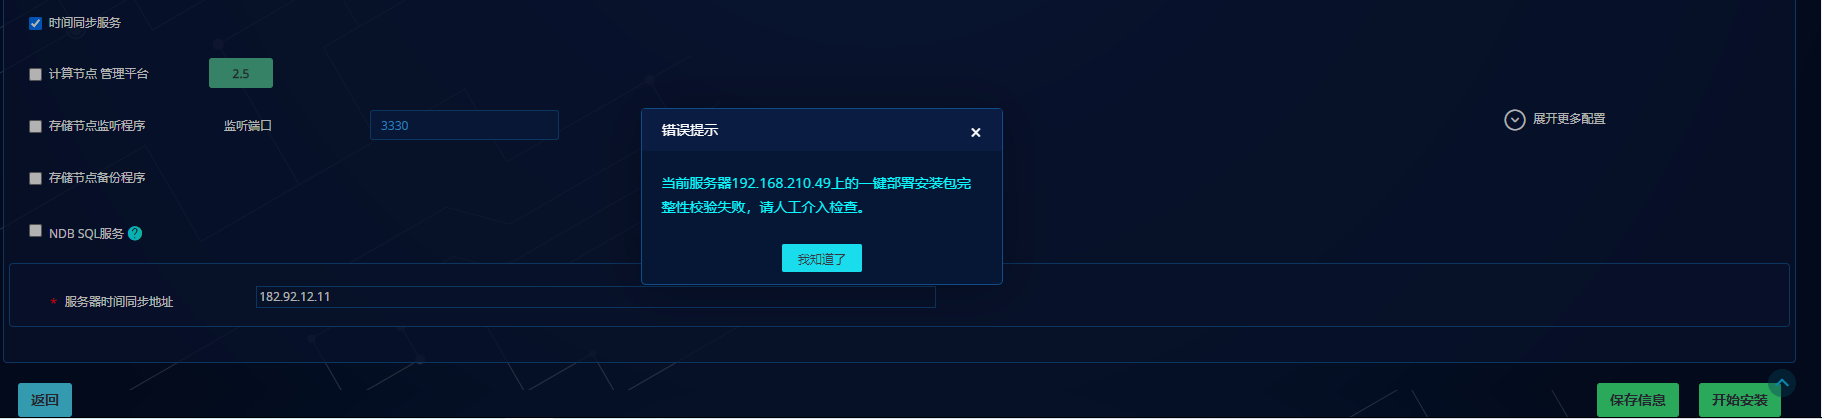 时间同步服务
计算节点 管理平台 2.5
存储节点监听程序 监听端口 3330
展开更多配置
存储节点备份程序
NDB SQL服务 ?
错误提示 ×
当前服务器192.168.210.49上的一键部署安装包完
整性校验失败，请人工介入检查。
我知道了
* 服务器时间同步地址 182.92.12.11
返回 保存信息 开始安装